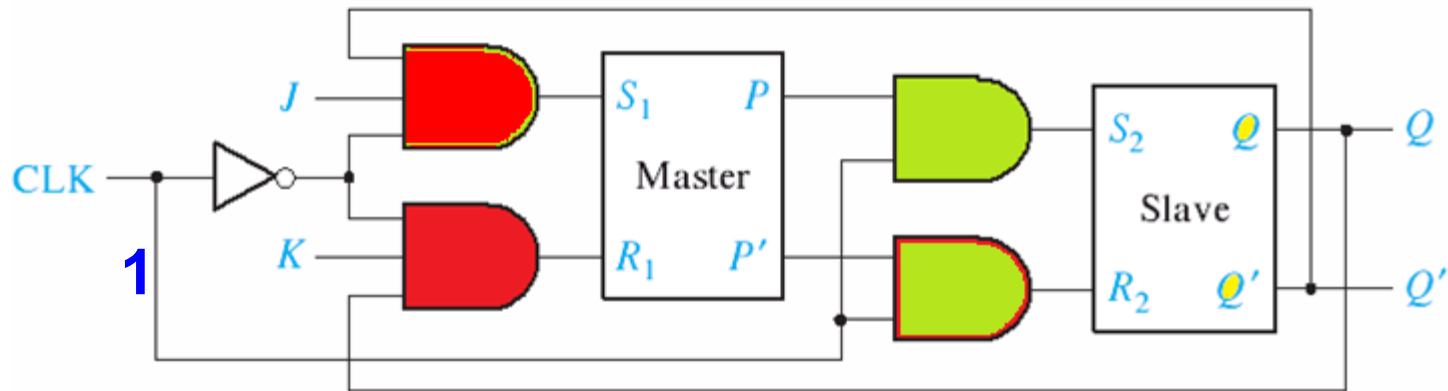 J
S₁
P
S₂
Q
Q
CLK
Master
Slave
1
K
R₁
P′
R₂
Q′
Q′